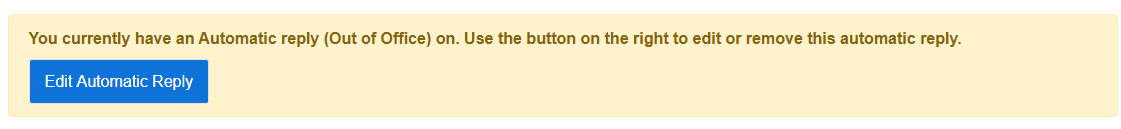 You currently have an Automatic reply (Out of Office) on. Use the button on the right to edit or remove this automatic reply.
Edit Automatic Reply